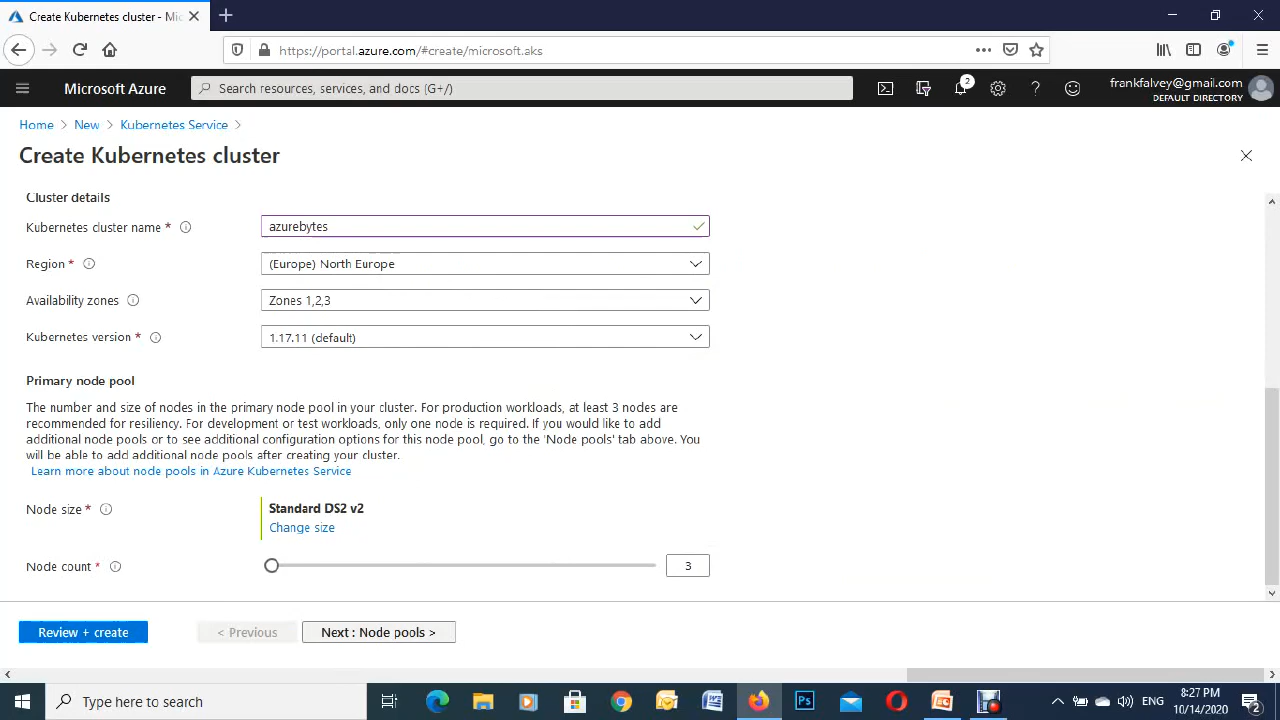 Create Kubernetes cluster - Mic
https://portal.azure.com/#create/microsoft.aks
Microsoft Azure
Search resources, services, and docs (G+/)
2
frankfalvey@gmail.com
DEFAULT DIRECTORY
Home > New > Kubernetes Service >
Create Kubernetes cluster
Cluster details
Kubernetes cluster name * azurebytes
Region * (Europe) North Europe
Availability zones Zones 1,2,3
Kubernetes version * 1.17.11 (default)
Primary node pool
The number and size of nodes in the primary node pool in your cluster. For production workloads, at least 3 nodes are
recommended for resiliency. For development or test workloads, only one node is required. If you would like to add
additional node pools or to see additional configuration options for this node pool, go to the 'Node pools' tab above. You
will be able to add additional node pools after creating your cluster.
Learn more about node pools in Azure Kubernetes Service
Node size * Standard DS2 v2
Change size
Node count * 3
Review + create
< Previous
Next : Node pools >
Type here to search
ENG
8:27 PM
10/14/2020
2